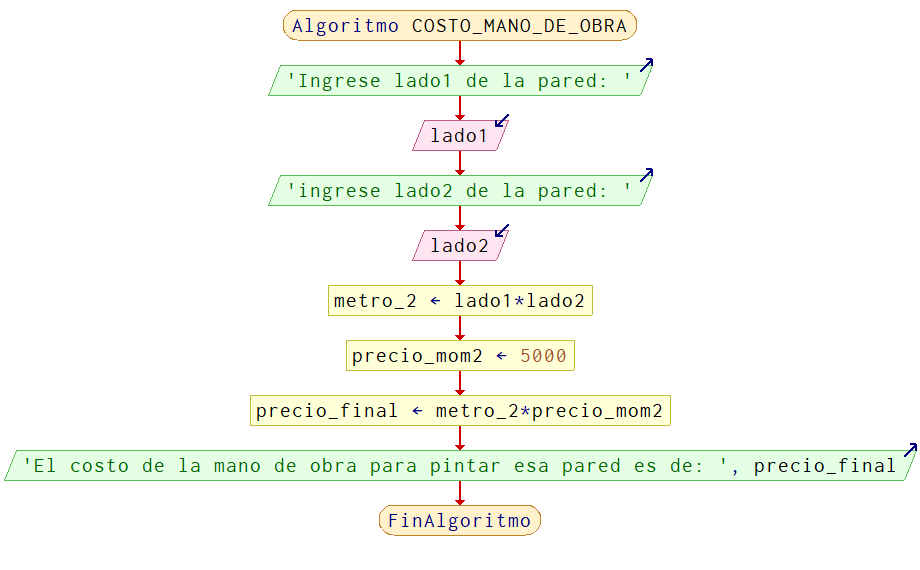 Algoritmo COSTO_MANO_DE_OBRA
'Ingrese lado1 de la pared: '
lado1
'ingrese lado2 de la pared: '
lado2
metro_2 ← lado1*lado2
precio_mom2 ← 5000
precio_final ← metro_2*precio_mom2
'El costo de la mano de obra para pintar esa pared es de: ', precio_final
FinAlgoritmo